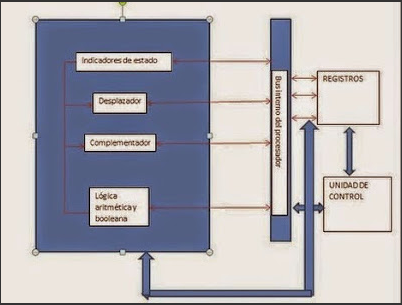 Indicadores de estado
Desplazador
Complementador
Lógica
aritmética y
booleana
Bus interno del procesador
REGISTROS
UNIDAD DE
CONTROL